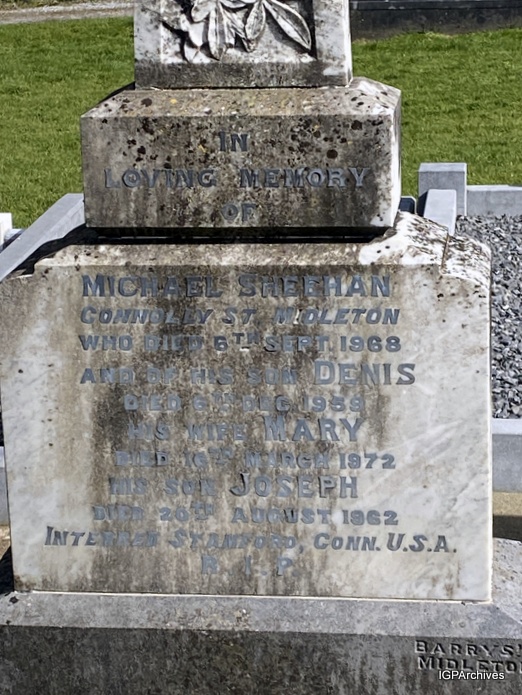 IN
LOVING MEMORY
OF
MICHAEL SHEEHAN
CONNOLLY ST. MIDLETON
WHO DIED 6TH SEPT. 1968
AND OF HIS SON DENIS
DIED 6TH DEC. 1959
HIS WIFE MARY
DIED 16TH MARCH 1972
HIS SON JOSEPH
DIED 20TH AUGUST 1962
INTERRED STAMFORD, CONN. U.S.A.
R.I.P.
BARRYS
MIDLETON
IGPArchives